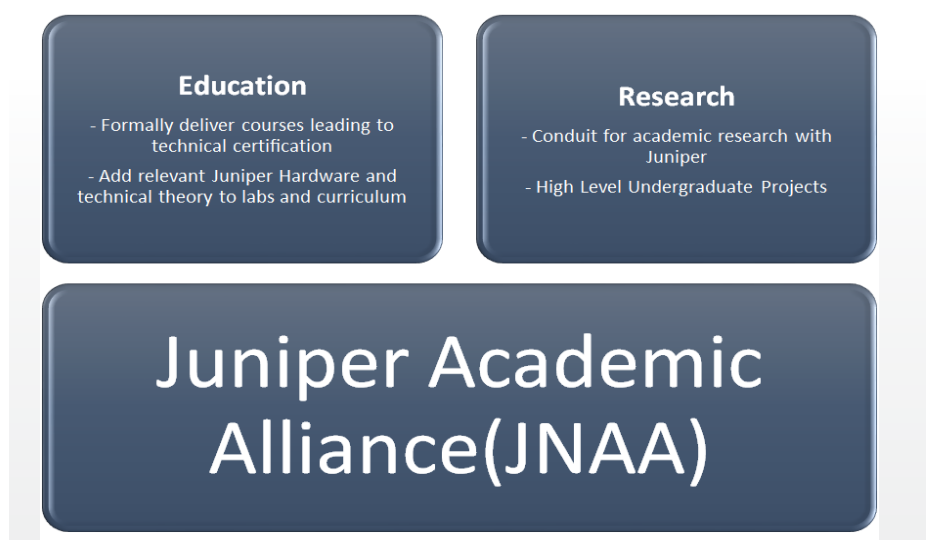 Education
- Formally deliver courses leading to
technical certification
- Add relevant Juniper Hardware and
technical theory to labs and curriculum
Research
- Conduit for academic research with
Juniper
- High Level Undergraduate Projects
Juniper Academic
Alliance(JNAA)